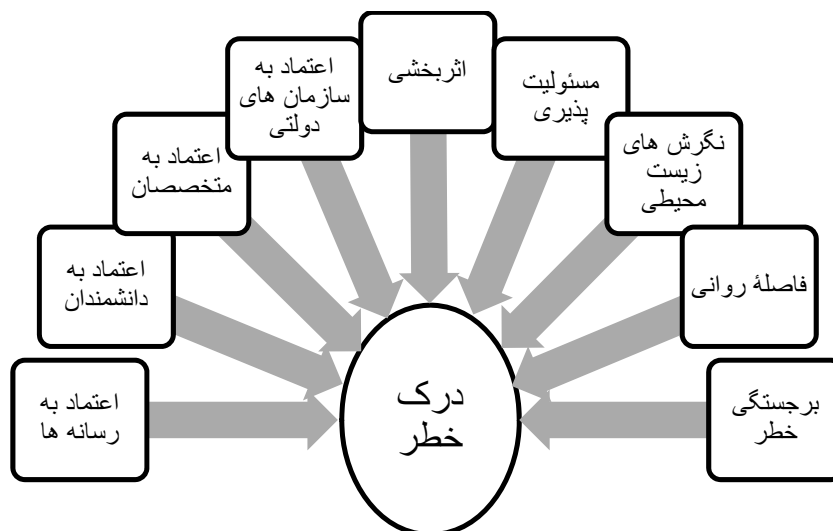 اثربخشی
اعتماد به
سازمان های
دولتی
مسئولیت
پذیری
اعتماد به
متخصصان
نگرش های
زیست
محیطی
اعتماد به
دانشمندان
فاصلۀ روانی
اعتماد به
رسانه ها
برجستگی
خطر
درک
خطر